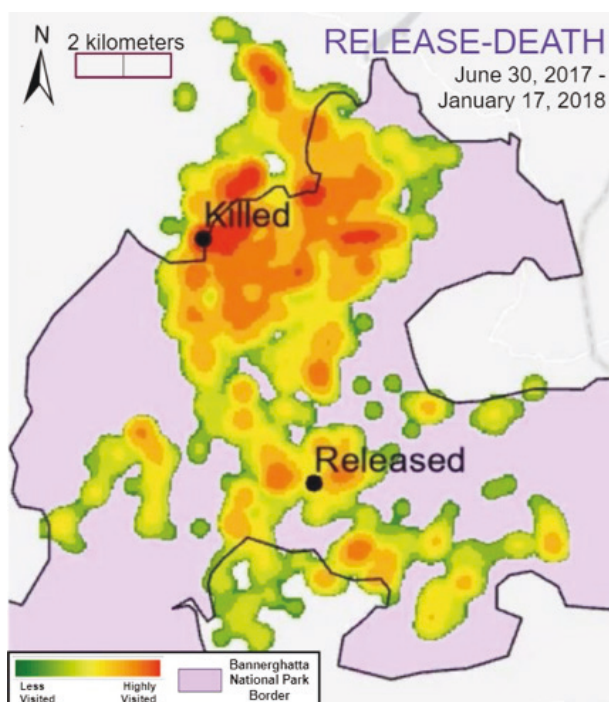 N
2 kilometers
RELEASE-DEATH
June 30, 2017 -
January 17, 2018
Killed
Released
Less
Visited
Highly
Visited
Bannerghatta
National Park
Border